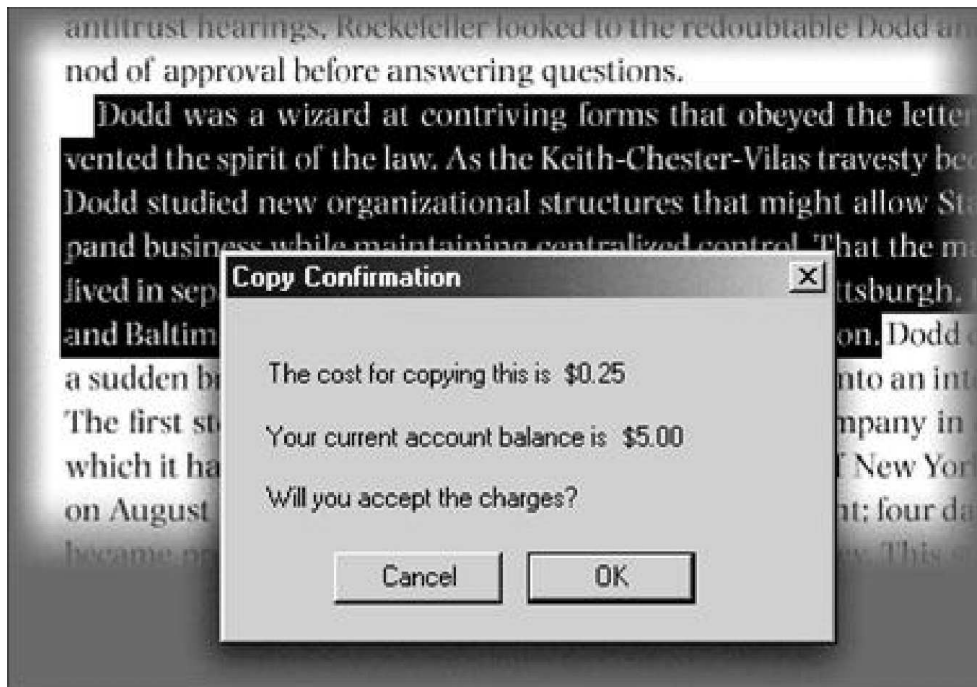 antitrust hearings, Rockefeller looked to the redoubtable Dodd an
nod of approval before answering questions.
Dodd was a wizard at contriving forms that obeyed the letter
vented the spirit of the law. As the Keith-Chester-Vilas travesty bec
Dodd studied new organizational structures that might allow Sta
pand business while maintaining centralized control. That the m
lived in sep ttsburgh.
and Baltim on. Dodd
a sudden b nto an int
The first st mpany in
which it ha f New Yor
on August nt; four da
became ey. This
Copy Confirmation
The cost for copying this is $0.25
Your current account balance is $5.00
Will you accept the charges?
Cancel OK